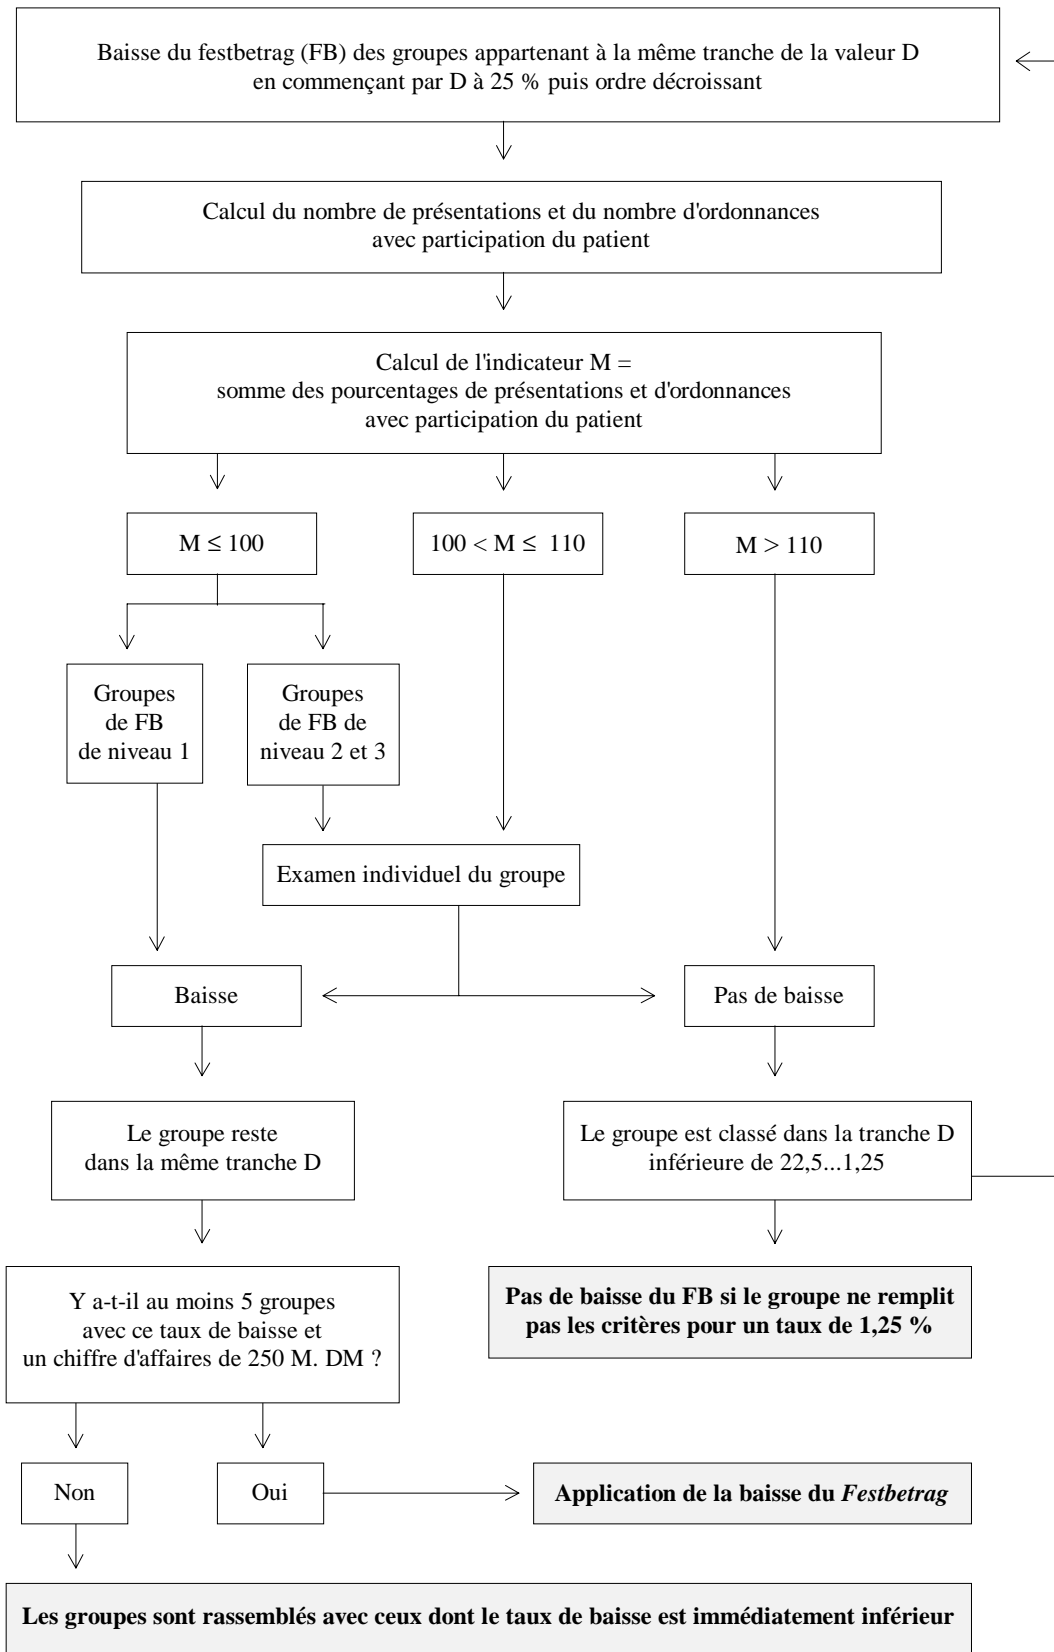 Baisse du festbetrag (FB) des groupes appartenant à la même tranche de la valeur D
en commençant par D à 25 % puis ordre décroissant
Calcul du nombre de présentations et du nombre d'ordonnances
avec participation du patient
Calcul de l'indicateur M =
somme des pourcentages de présentations et d'ordonnances
avec participation du patient
M ≤ 100
100 < M ≤ 110
M > 110
Groupes
de FB
de niveau 1
Groupes
de FB de
niveau 2 et 3
Examen individuel du groupe
Baisse
Pas de baisse
Le groupe reste
dans la même tranche D
Le groupe est classé dans la tranche D
inférieure de 22,5...1,25
Y a-t-il au moins 5 groupes
avec ce taux de baisse et
un chiffre d'affaires de 250 M. DM ?
Pas de baisse du FB si le groupe ne remplit
pas les critères pour un taux de 1,25 %
Non
Oui
Application de la baisse du Festbetrag
Les groupes sont rassemblés avec ceux dont le taux de baisse est immédiatement inférieur